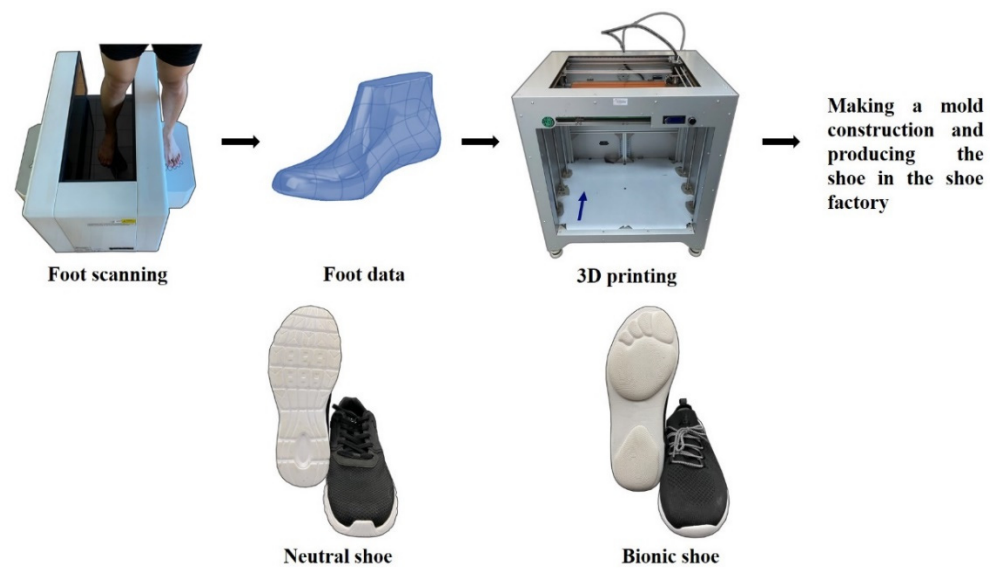 Making a mold
construction and
producing the
shoe in the shoe
factory
Foot scanning
Foot data
3D printing
Neutral shoe
Bionic shoe